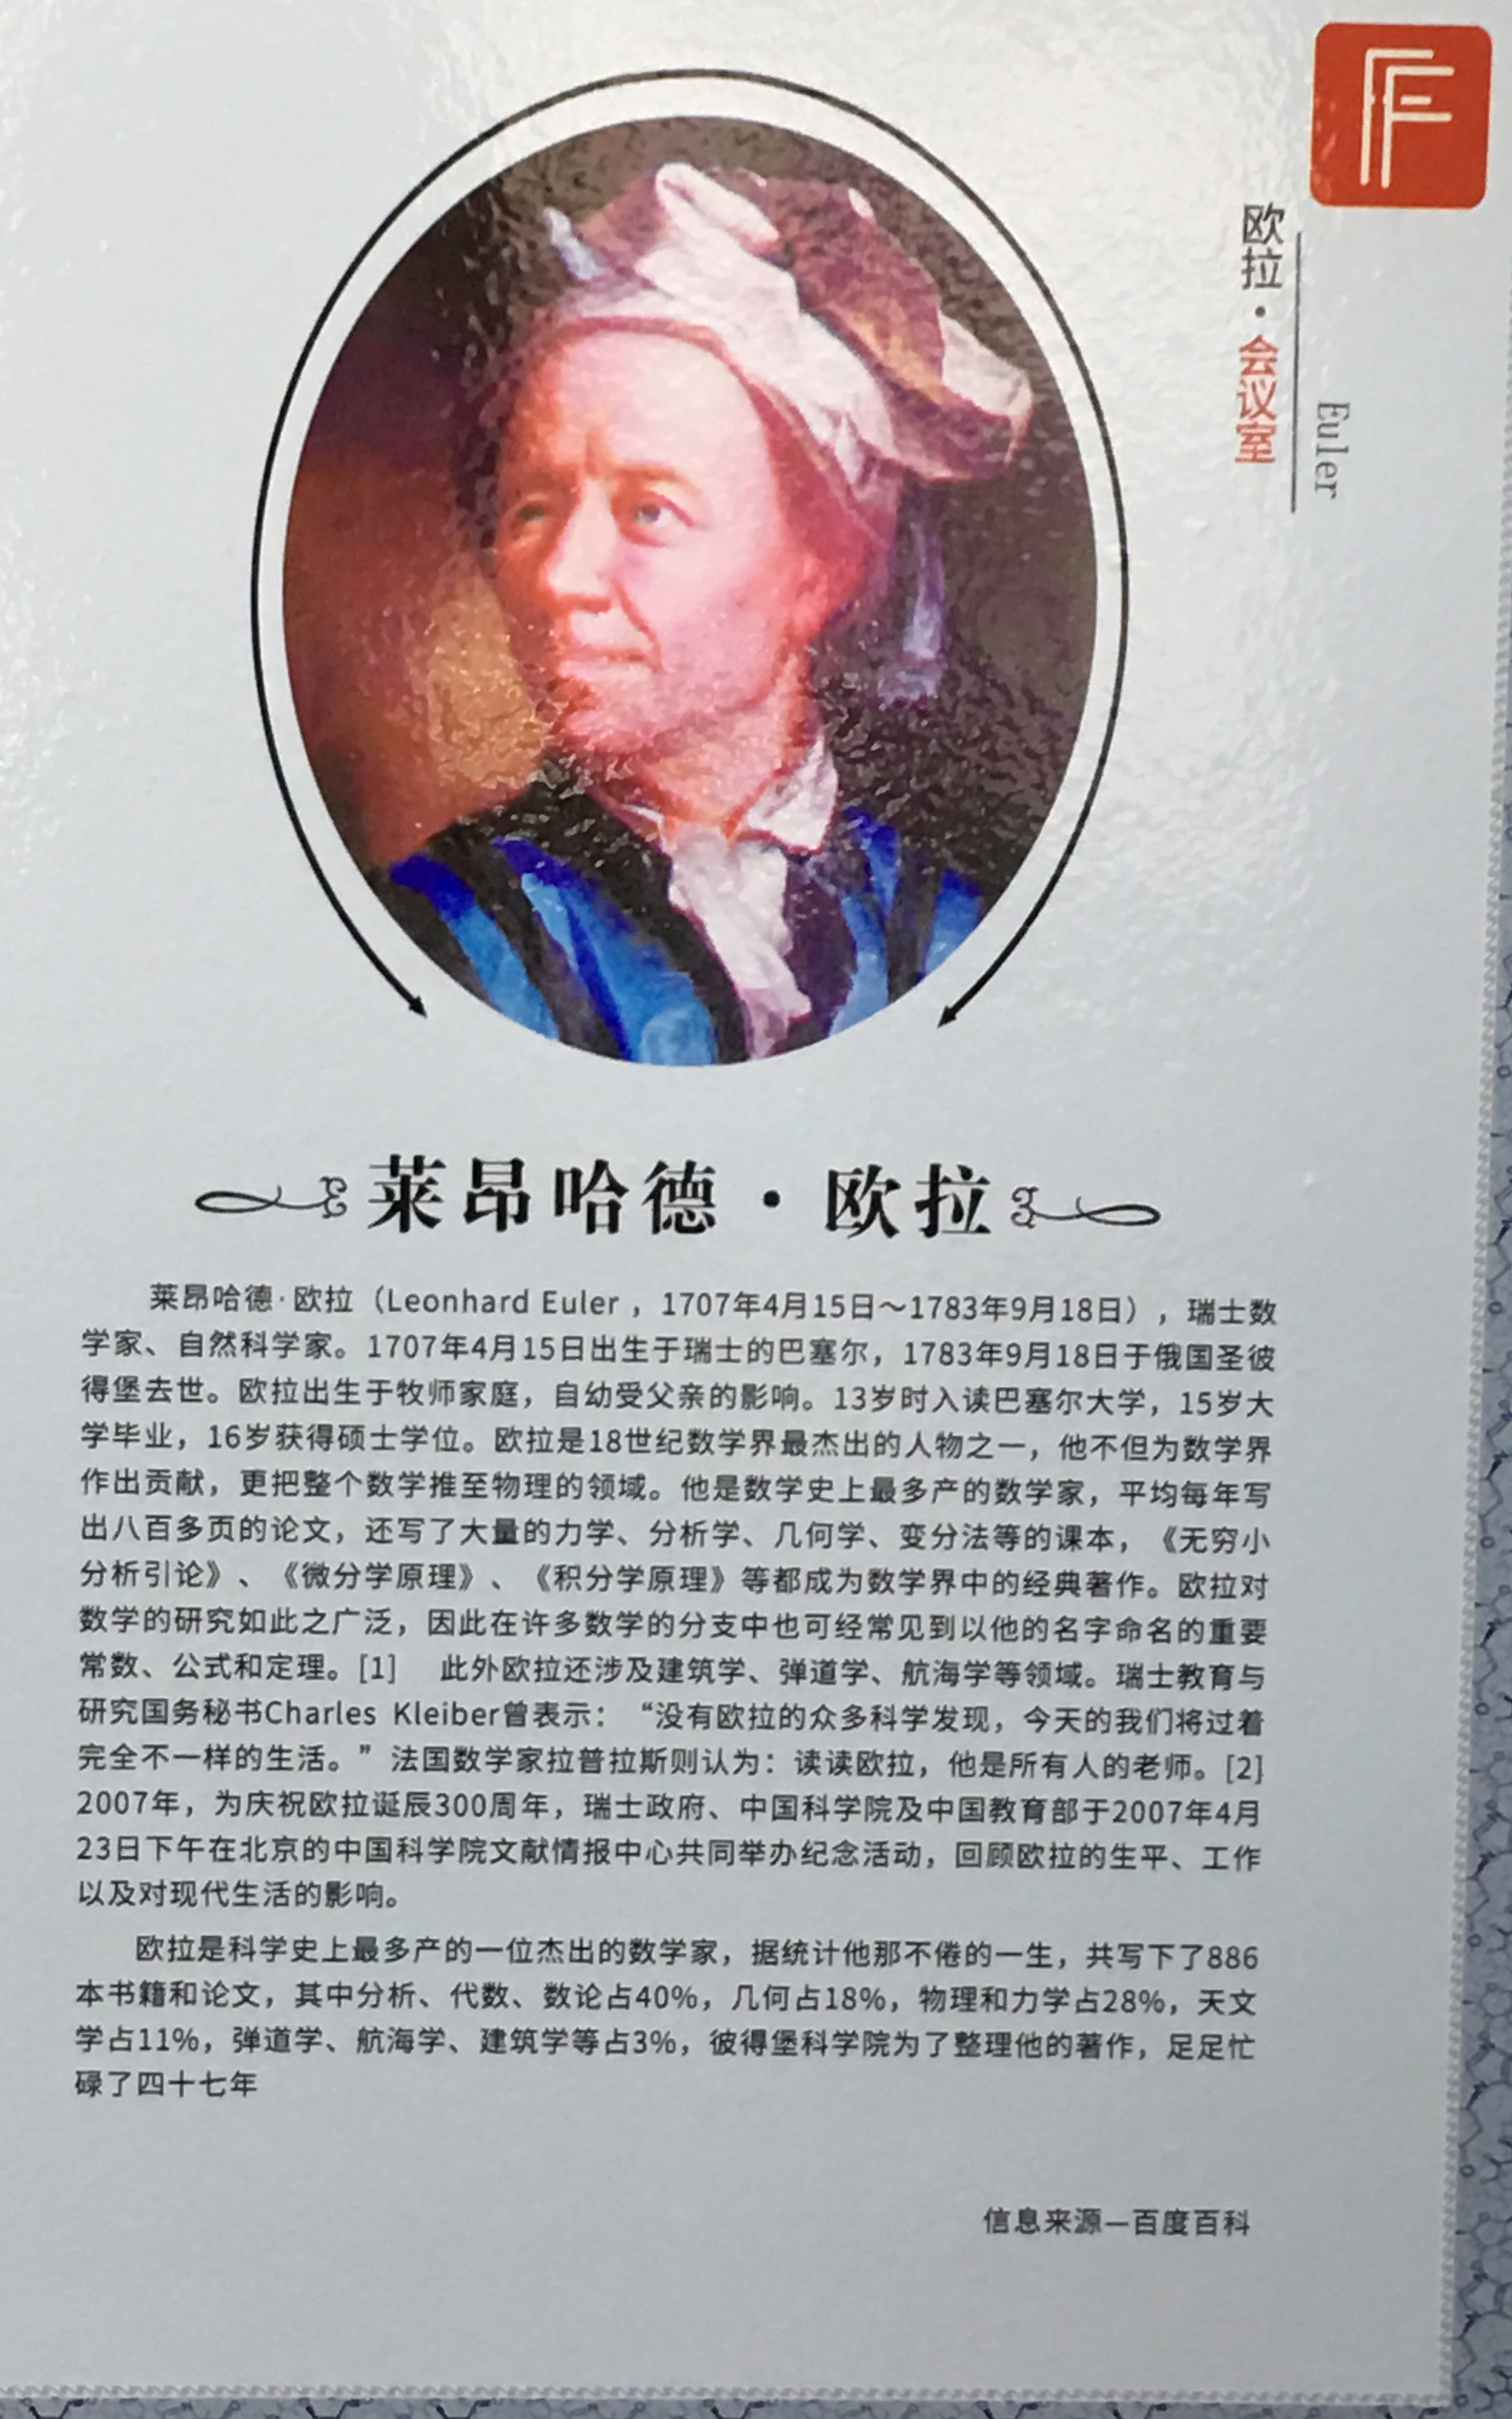 欧拉·会议室
Euler
莱昂哈德·欧拉
莱昂哈德·欧拉（Leonhard Euler ，1707年4月15日～1783年9月18日），瑞士数
学家、自然科学家。1707年4月15日出生于瑞士的巴塞尔，1783年9月18日于俄国圣彼
得堡去世。欧拉出生于牧师家庭，自幼受父亲的影响。13岁时入读巴塞尔大学，15岁大
学毕业，16岁获得硕士学位。欧拉是18世纪数学界最杰出的人物之一，他不但为数学界
作出贡献，更把整个数学推至物理的领域。他是数学史上最多产的数学家，平均每年写
出八百多页的论文，还写了大量的力学、分析学、几何学、变分法等的课本，《无穷小
分析引论》、《微分学原理》、《积分学原理》等都成为数学界中的经典著作。欧拉对
数学的研究如此之广泛，因此在许多数学的分支中也可经常见到以他的名字命名的重要
常数、公式和定理。[1]　此外欧拉还涉及建筑学、弹道学、航海学等领域。瑞士教育与
研究国务秘书Charles Kleiber曾表示：“没有欧拉的众多科学发现，今天的我们将过着
完全不一样的生活。”法国数学家拉普拉斯则认为：读读欧拉，他是所有人的老师。[2]
2007年，为庆祝欧拉诞辰300周年，瑞士政府、中国科学院及中国教育部于2007年4月
23日下午在北京的中国科学院文献情报中心共同举办纪念活动，回顾欧拉的生平、工作
以及对现代生活的影响。
欧拉是科学史上最多产的一位杰出的数学家，据统计他那不倦的一生，共写下了886
本书籍和论文，其中分析、代数、数论占40%，几何占18%，物理和力学占28%，天文
学占11%，弹道学、航海学、建筑学等占3%，彼得堡科学院为了整理他的著作，足足忙
碌了四十七年
信息来源—百度百科